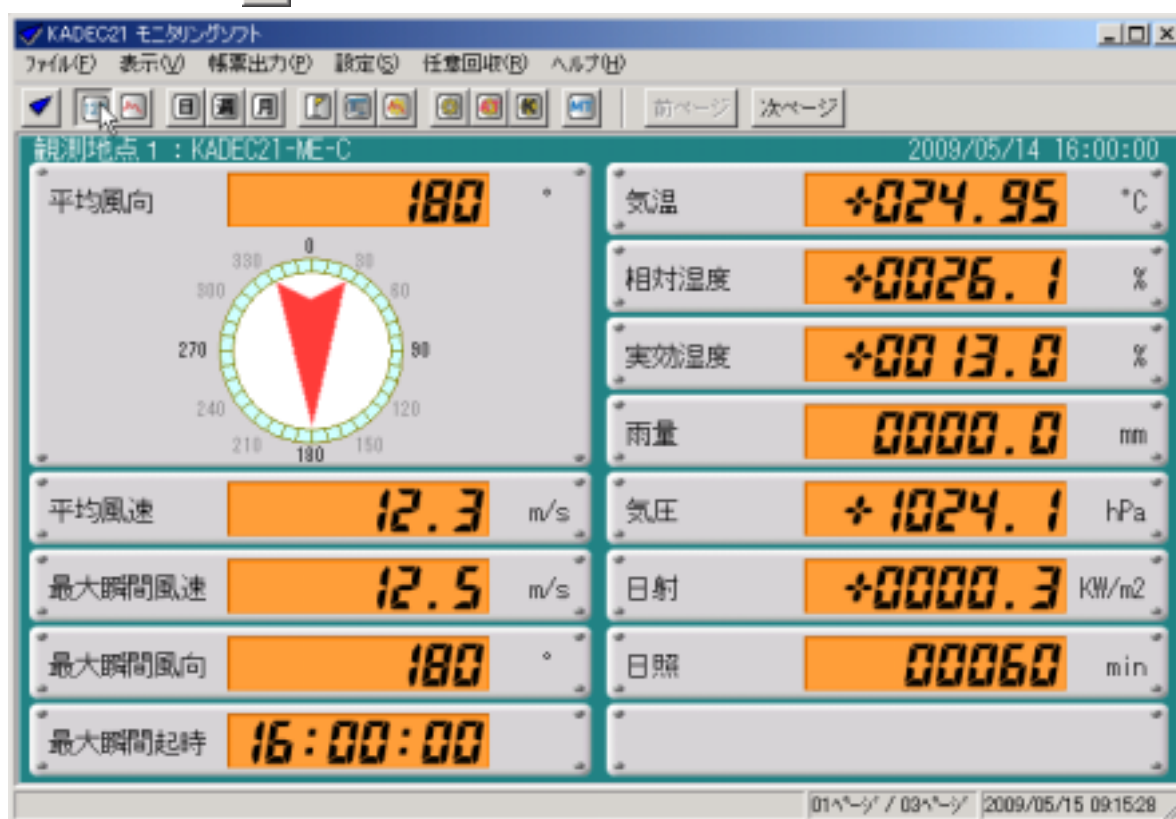 KADEC21 モニタリングソフト
ファイル(F) 表示(V) 帳票出力(P) 設定(S) 任意回収(R) ヘルプ(H)
日 週 月 K MT 前ページ 次ページ
観測地点 1 : KADEC21-ME-C 2009/05/14 16:00:00
平均風向 180 °
0
330 30
300 60
270 90
240 120
210 150
180
平均風速 12.3 m/s
最大瞬間風速 12.5 m/s
最大瞬間風向 180 °
最大瞬間起時 16:00:00
気温 +024.95 °C
相対湿度 +0026.1 %
実効湿度 +0013.0 %
雨量 0000.0 mm
気圧 +1024.1 hPa
日射 +0000.3 KW/m2
日照 00060 min
01ページ / 03ページ 2009/05/15 09:15:28